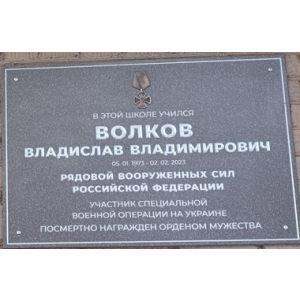 В ЭТОЙ ШКОЛЕ УЧИЛСЯ
ВОЛКОВ
ВЛАДИСЛАВ ВЛАДИМИРОВИЧ
05.01.1973 - 02.02.2023
РЯДОВОЙ ВООРУЖЕННЫХ СИЛ
РОССИЙСКОЙ ФЕДЕРАЦИИ
УЧАСТНИК СПЕЦИАЛЬНОЙ
ВОЕННОЙ ОПЕРАЦИИ НА УКРАИНЕ
ПОСМЕРТНО НАГРАЖДЕН ОРДЕНОМ МУЖЕСТВА